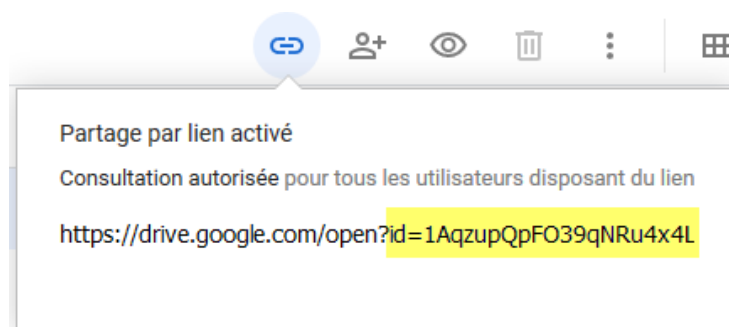 Partage par lien activé
Consultation autorisée pour tous les utilisateurs disposant du lien
https://drive.google.com/open?id=1AqzupQpFO39qNRu4x4L